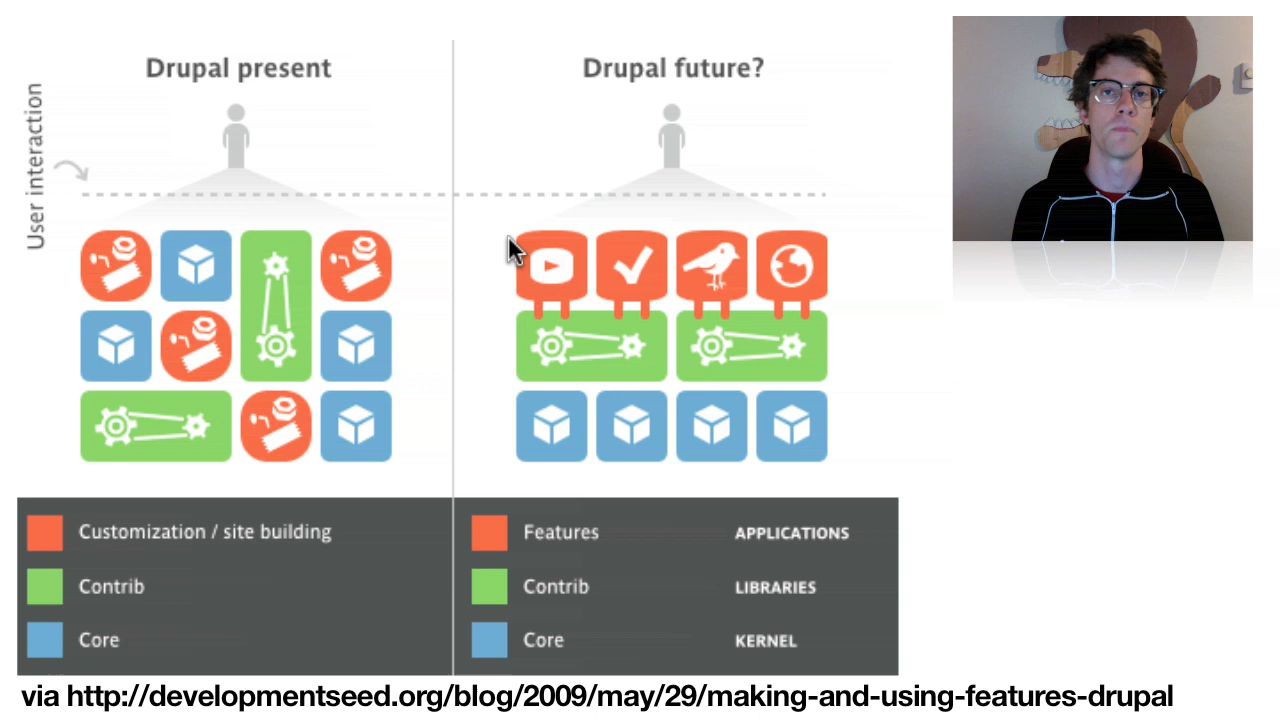 Drupal present
Drupal future?
User interaction
Customization / site building
Contrib
Core
Features
APPLICATIONS
Contrib
LIBRARIES
Core
KERNEL
via http://developmentseed.org/blog/2009/may/29/making-and-using-features-drupal